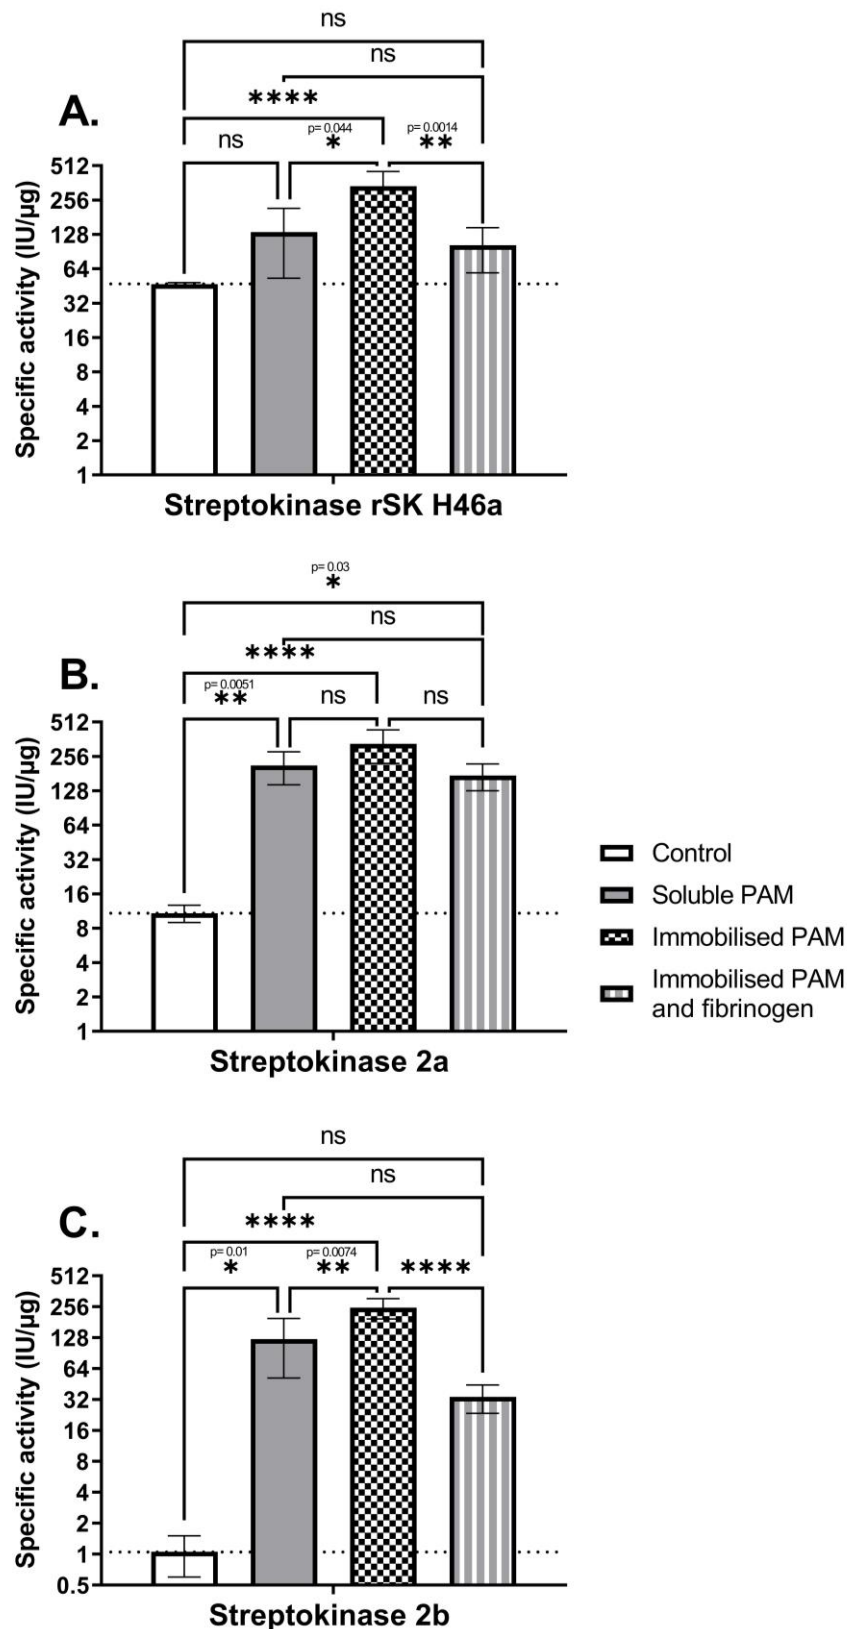 ns
ns
A.
****
p= 0.044
p= 0.0014
ns
*
**
Specific activity (IU/µg)
512
256
128
64
32
16
8
4
2
1
Streptokinase rSK H46a
p= 0.03
*
ns
B.
****
p= 0.0051
**
ns
ns
Specific activity (IU/µg)
512
256
128
64
32
16
8
4
2
1
Streptokinase 2a
Control
Soluble PAM
Immobilised PAM
Immobilised PAM
and fibrinogen
ns
ns
C.
****
p= 0.01
p= 0.0074
*
**
****
Specific activity (IU/µg)
512
256
128
64
32
16
8
4
2
1
0.5
Streptokinase 2b